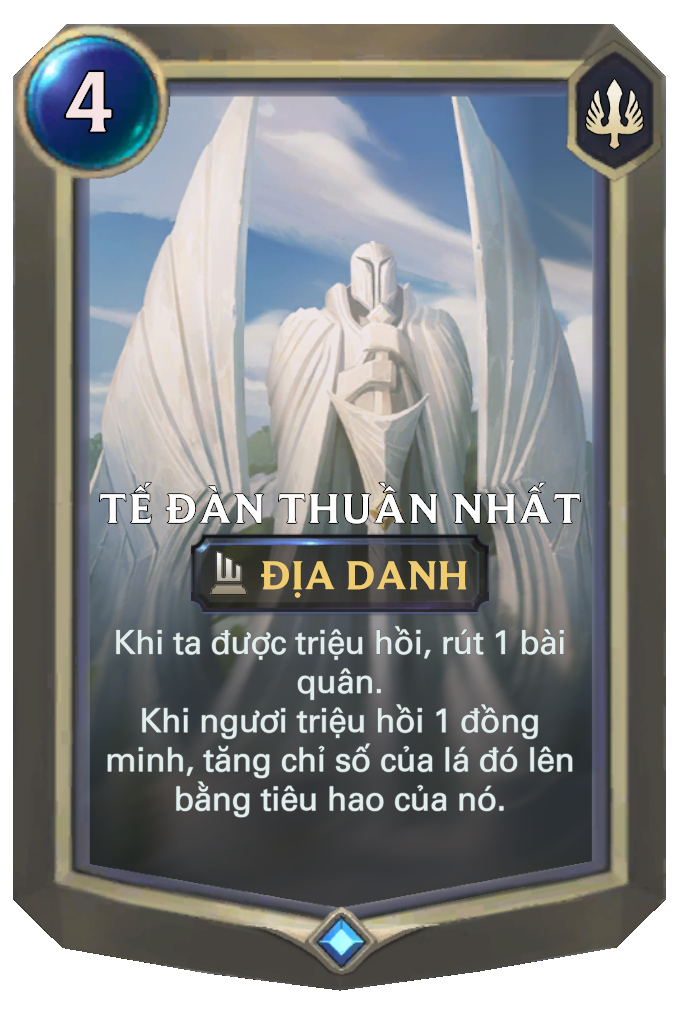 4
TẾ ĐÀN THUẦN NHẤT
ĐỊA DANH
Khi ta được triệu hồi, rút 1 bài
quân.
Khi ngươi triệu hồi 1 đồng
minh, tăng chỉ số của lá đó lên
bằng tiêu hao của nó.